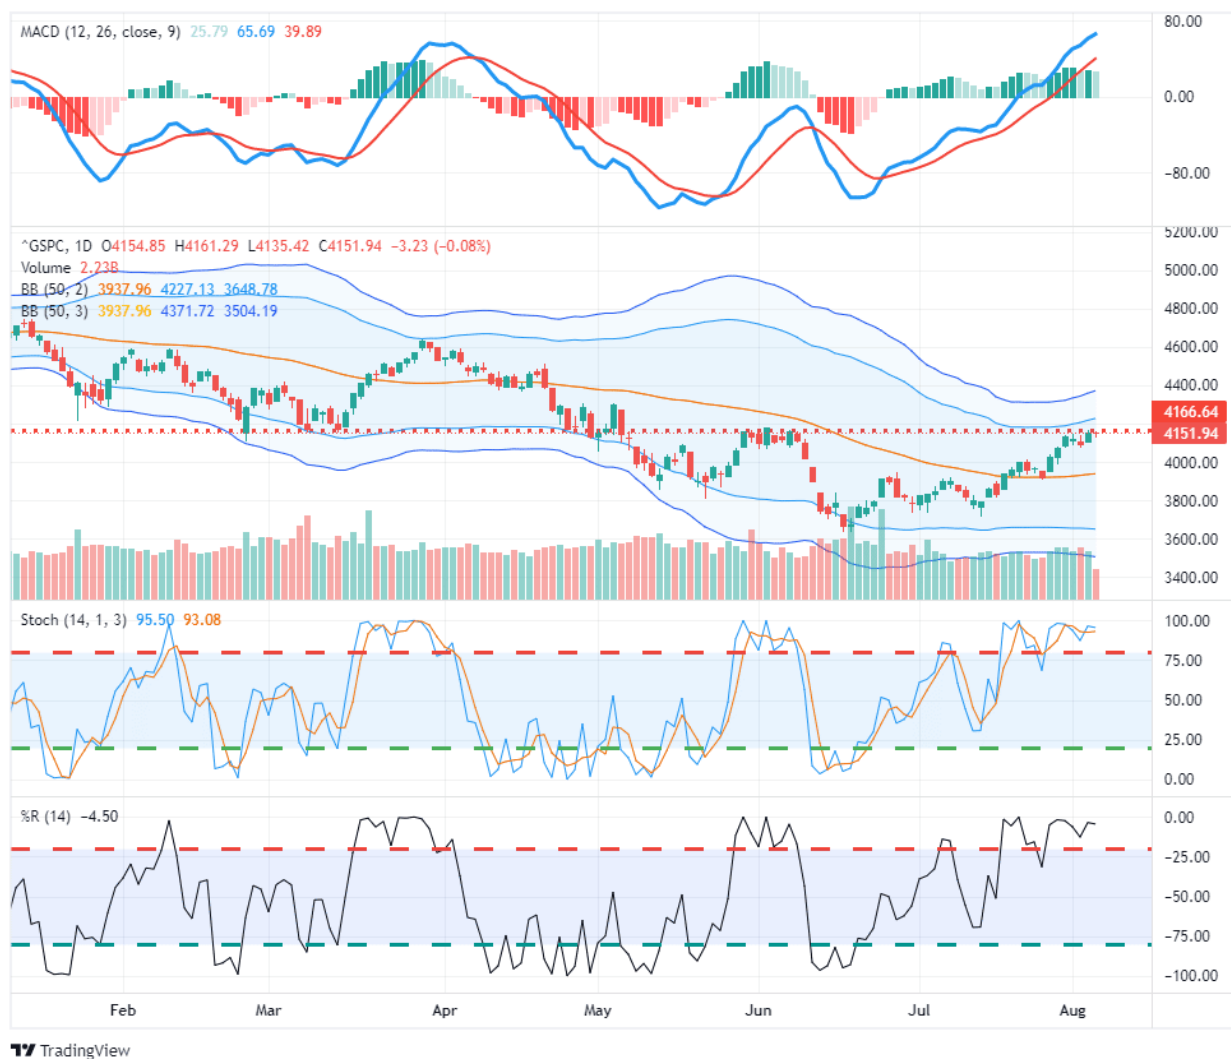 MACD (12, 26, close, 9) 25.79 65.69 39.89
80.00
0.00
−80.00
^GSPC, 1D O4154.85 H4161.29 L4135.42 C4151.94 −3.23 (−0.08%)
Volume 2.23B
BB (50, 2) 3937.96 4227.13 3648.78
BB (50, 3) 3937.96 4371.72 3504.19
5200.00
5000.00
4800.00
4600.00
4400.00
4166.64
4151.94
4000.00
3800.00
3600.00
3400.00
Stoch (14, 1, 3) 95.50 93.08
100.00
75.00
50.00
25.00
0.00
%R (14) −4.50
0.00
−25.00
−50.00
−75.00
−100.00
Feb Mar Apr May Jun Jul Aug
TradingView